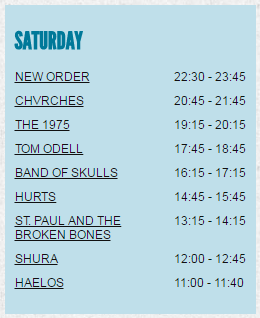 SATURDAY
NEW ORDER 22:30 - 23:45
CHVRCHES 20:45 - 21:45
THE 1975 19:15 - 20:15
TOM ODELL 17:45 - 18:45
BAND OF SKULLS 16:15 - 17:15
HURTS 14:45 - 15:45
ST. PAUL AND THE 13:15 - 14:15
BROKEN BONES
SHURA 12:00 - 12:45
HAELOS 11:00 - 11:40